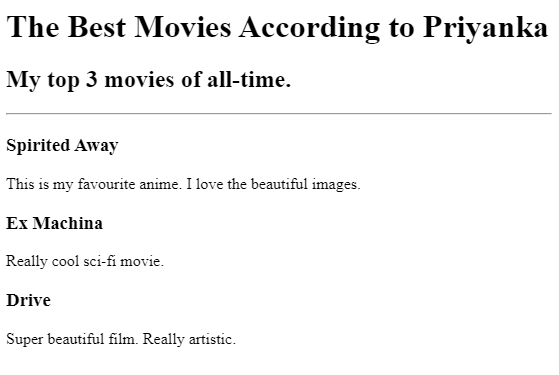 The Best Movies According to Priyanka
My top 3 movies of all-time.
Spirited Away
This is my favourite anime. I love the beautiful images.
Ex Machina
Really cool sci-fi movie.
Drive
Super beautiful film. Really artistic.